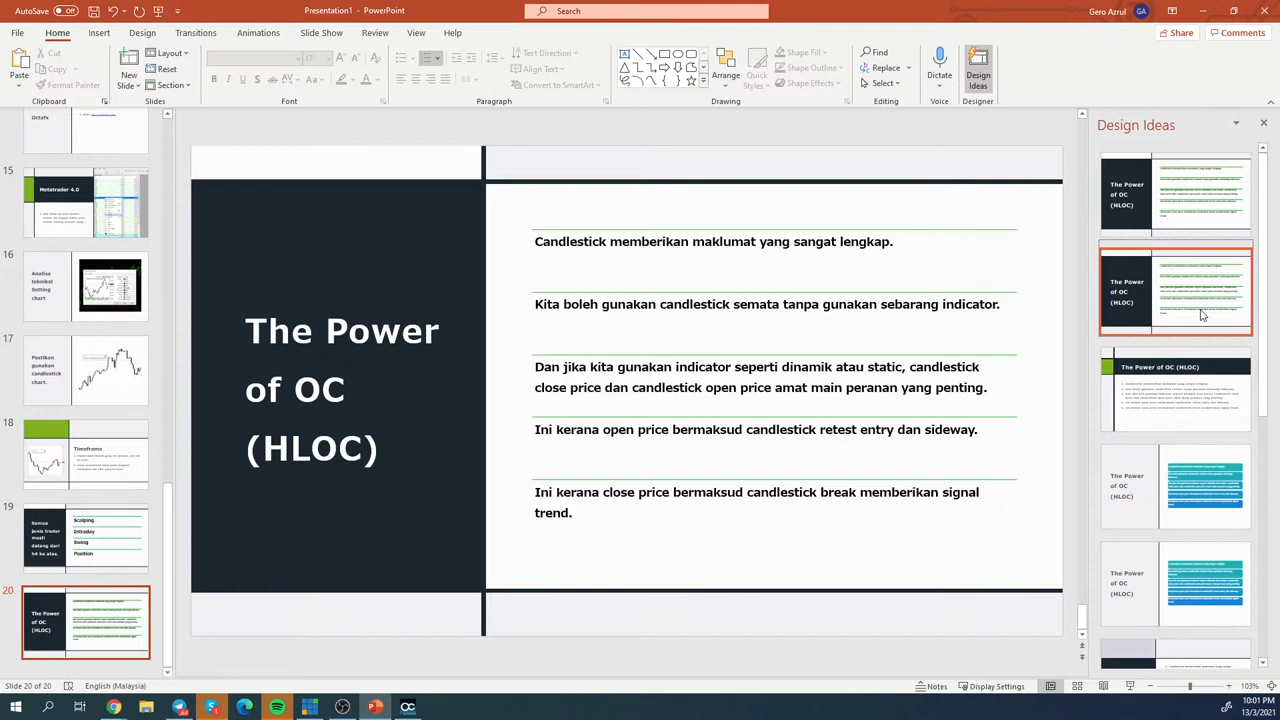 AutoSave Off
Presentation1 - PowerPoint
Search
Gero Azrul GA
File Home Insert Design Transitions Animations Slide Show Review View Help
Share Comments
Paste
Cut
Copy
Format Painter
Clipboard
New
Slide
Layout
Reset
Section
Slides
17
Font
Text Direction
Align Text
Convert to SmartArt
Paragraph
Arrange
Quick
Styles
Shape Fill
Shape Outline
Shape Effects
Drawing
Find
Replace
Select
Editing
Dictate
Voice
Design
Ideas
Designer
Octafx
15
Metatrader 4.0
16
Analisa
teknikal
Setting
chart
17
Pastikan
gunakan
candlestick
chart.
18
Timeframe
19
Semua
jenis trader
mesti
datang dari
h4 ke atas.
Scalping
Intraday
Swing
Position
20
The Power
of OC
(HLOC)
The Power
of OC
(HLOC)
Candlestick memberikan maklumat yang sangat lengkap.
Kita boleh gunakan candlestick semata tanpa gunakan sebarang indicator.
Dan jika kita gunakan indicator seperti dinamik atau static, candlestick
close price dan candlestick open price amat main peranan yang penting.
Ini kerana open price bermaksud candlestick retest entry dan sideway.
Ini kerana close price bermaksud candlestick break memberikan signal
trend.
Design Ideas
The Power
of OC
(HLOC)
The Power
of OC
(HLOC)
The Power of OC (HLOC)
The Power
of OC
(HLOC)
The Power
of OC
(HLOC)
Slide 20 of 20 English (Malaysia)
Notes Display Settings 103%
10:01 PM
13/3/2021